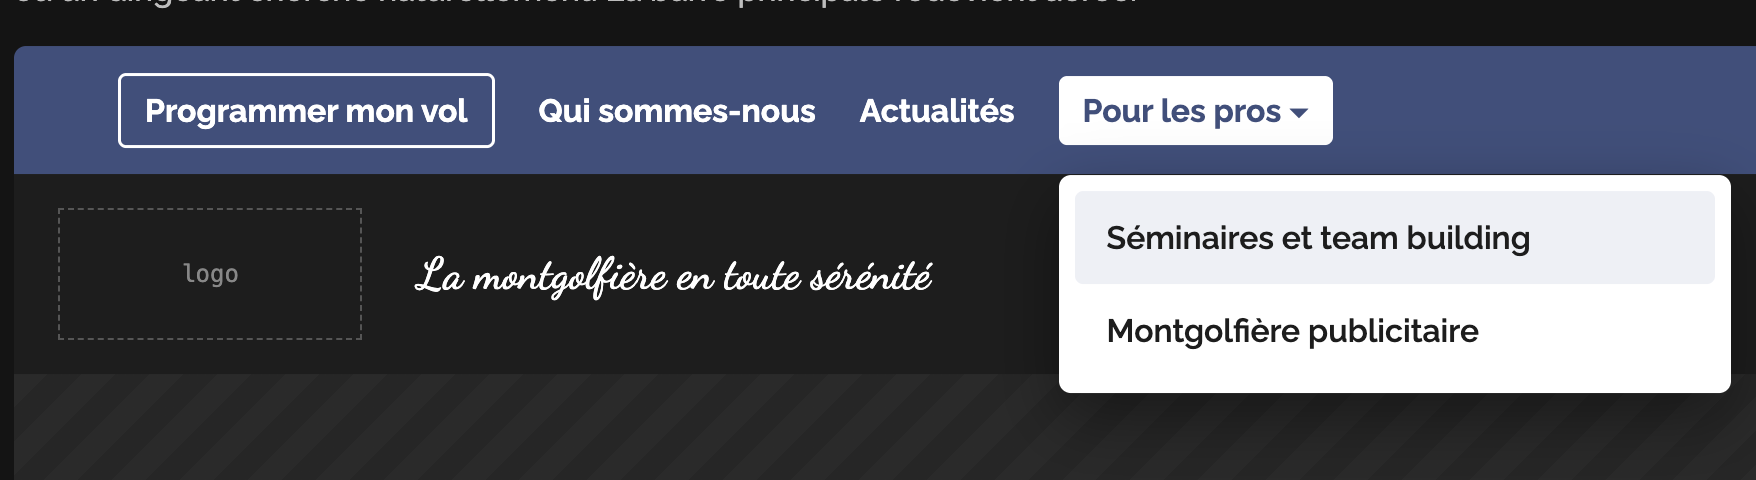 Programmer mon vol
Qui sommes-nous
Actualités
Pour les pros
Séminaires et team building
logo
La montgolfière en toute sérénité
Montgolfière publicitaire